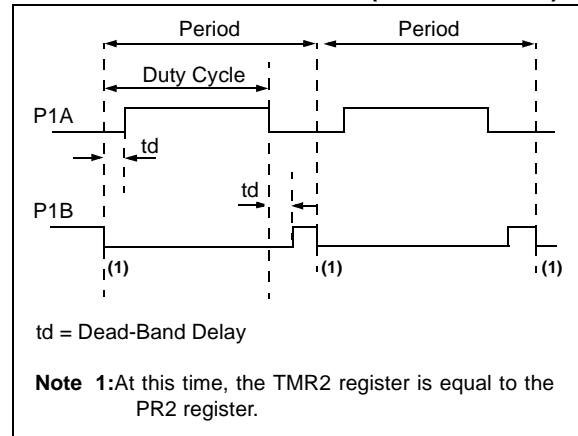 Period
Period
Duty Cycle
P1A
td
td
P1B
(1)
(1)
(1)
td = Dead-Band Delay
Note 1:At this time, the TMR2 register is equal to the
PR2 register.